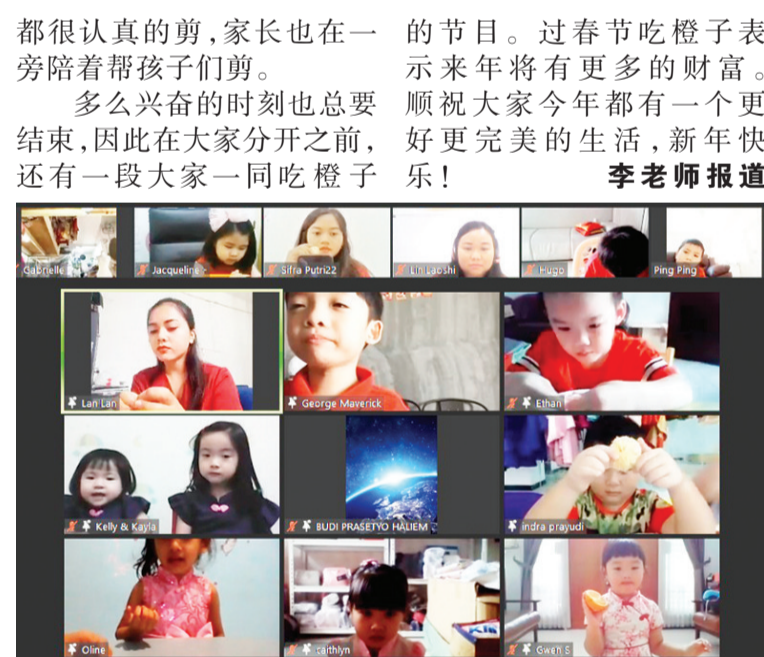 都很认真的剪,家长也在一
旁陪着帮孩子们剪。
多么兴奋的时刻也总要
结束,因此在大家分开之前,
还有一段大家一同吃橙子
的节目。过春节吃橙子表
示来年将有更多的财富。
顺祝大家今年都有一个更
好更完美的生活,新年快
乐!
李老师报道
Gabrielle
Jacqueline -
Sifra Putri22
Lin Laoshi
Hugo
Ping Ping
Lan Lan
George Maverick
Ethan
Kelly & Kayla
BUDI PRASETYO HALIEM
indra prayudi
Oline
caithlyn
Gwen S